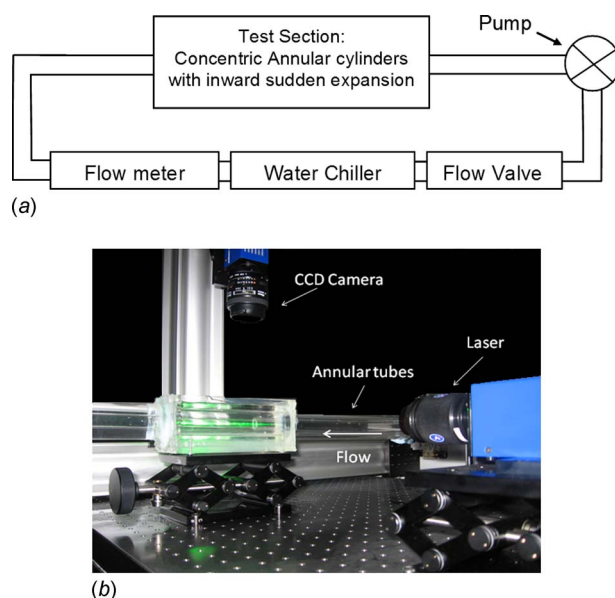 Pump
Test Section:
Concentric Annular cylinders
with inward sudden expansion
Flow meter
Water Chiller
Flow Valve
(a)
CCD Camera
Laser
Annular tubes
Flow
(b)